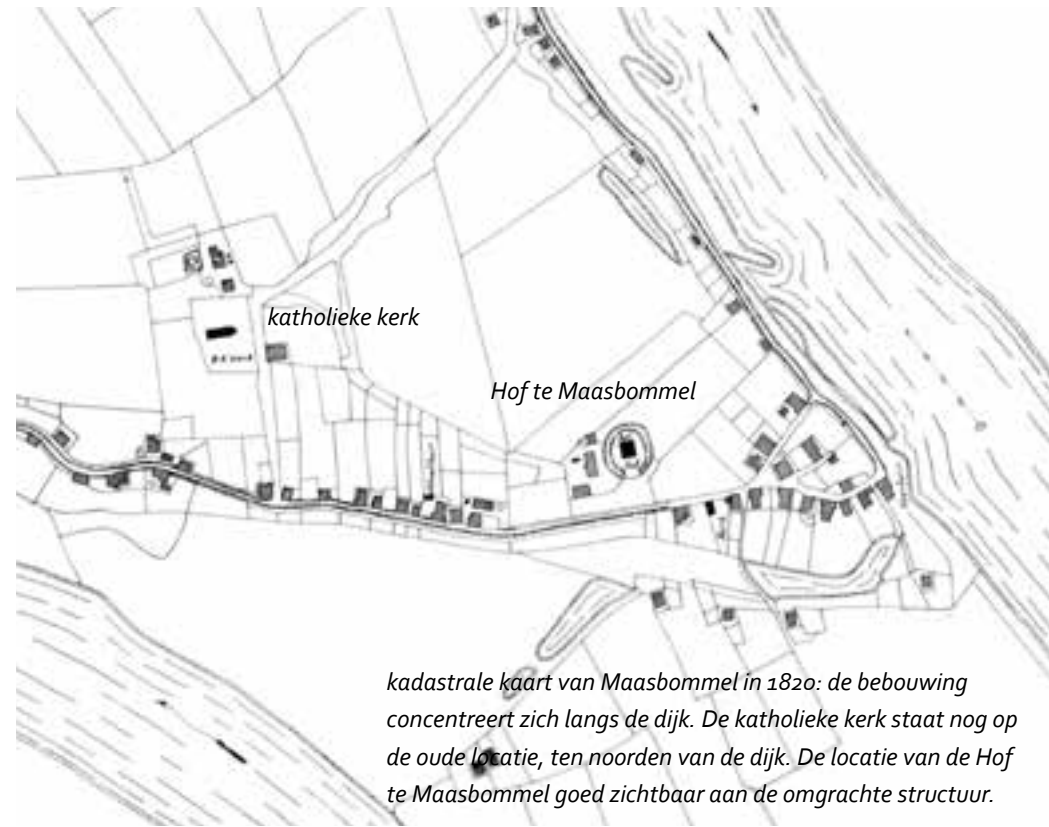 katholieke kerk
Hof te Maasbommel
kadastrale kaart van Maasbommel in 1820: de bebouwing
concentreert zich langs de dijk. De katholieke kerk staat nog op
de oude locatie, ten noorden van de dijk. De locatie van de Hof
te Maasbommel goed zichtbaar aan de omgrachte structuur.